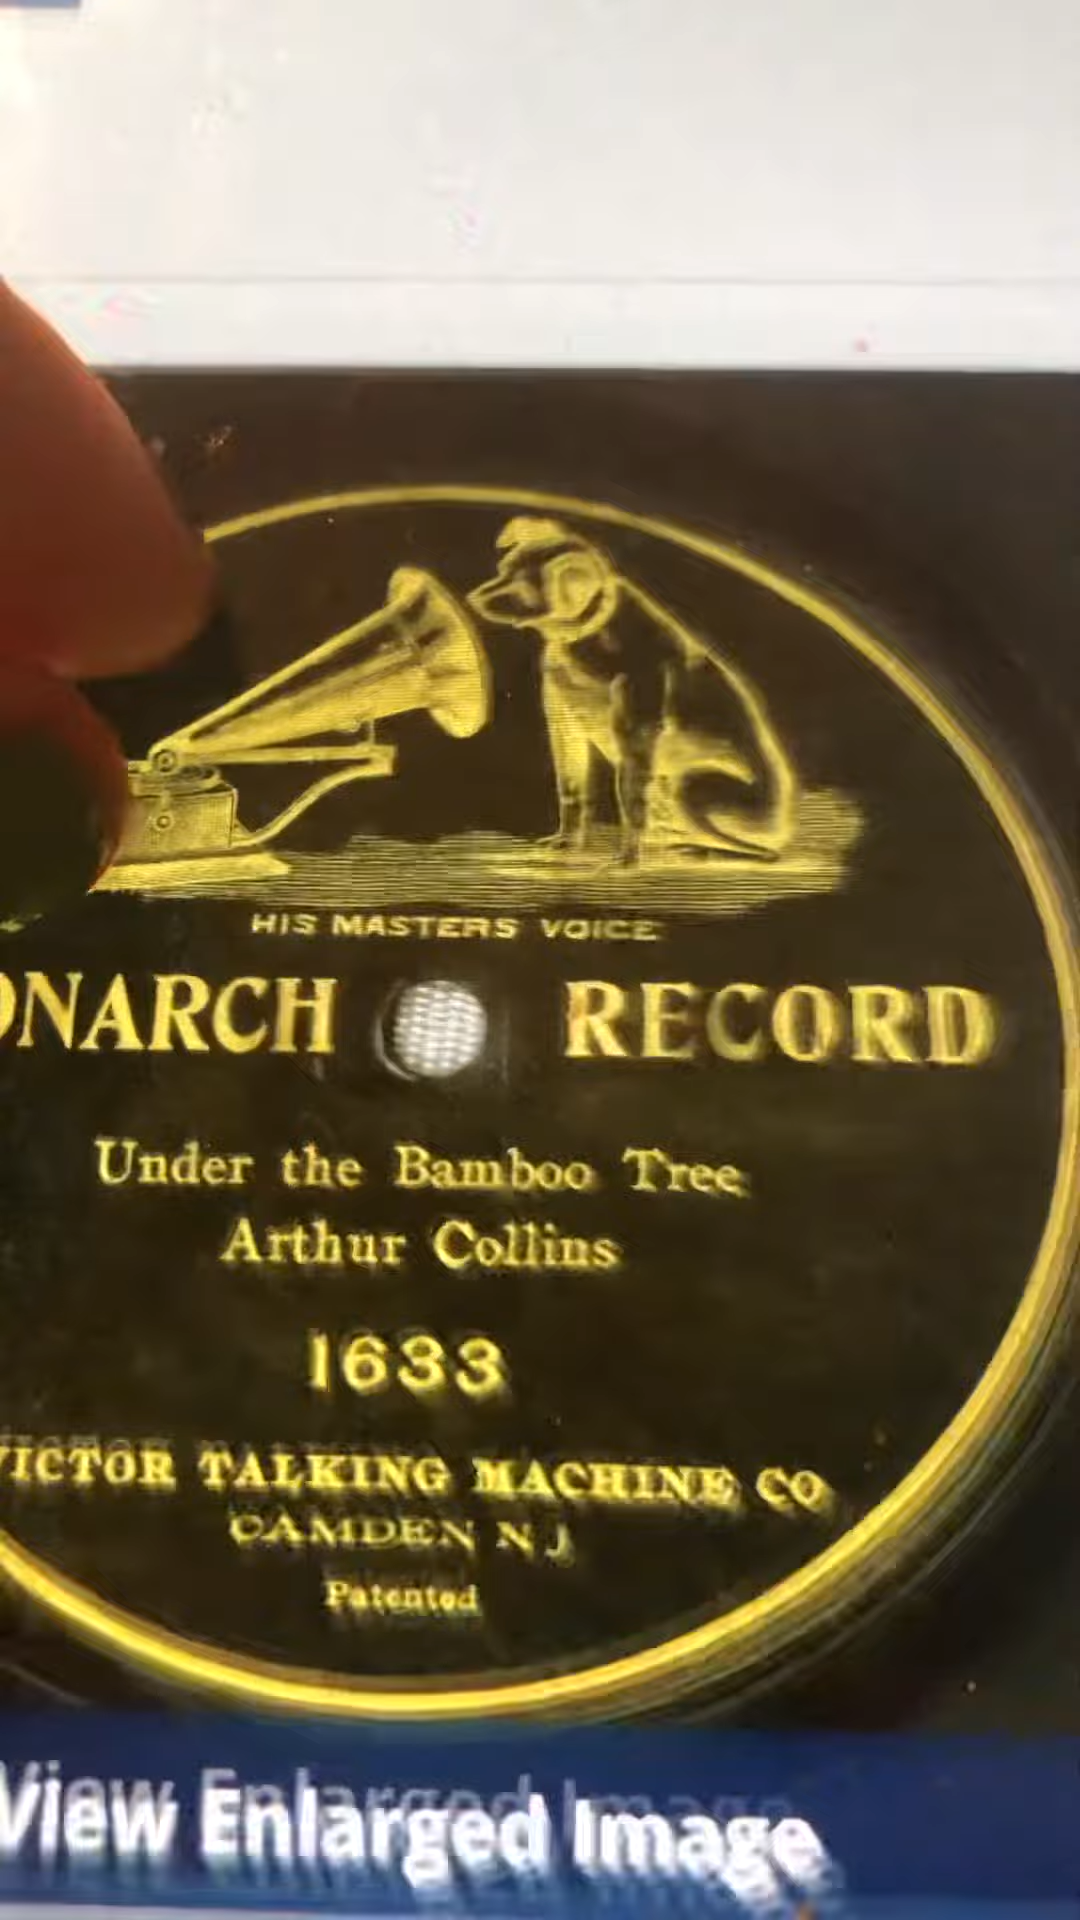 HIS MASTERS VOICE
ONARCH RECORD
Under the Bamboo Tree
Arthur Collins
1633
VICTOR TALKING MACHINE CO
CAMDEN N J
Patented
View Enlarged Image